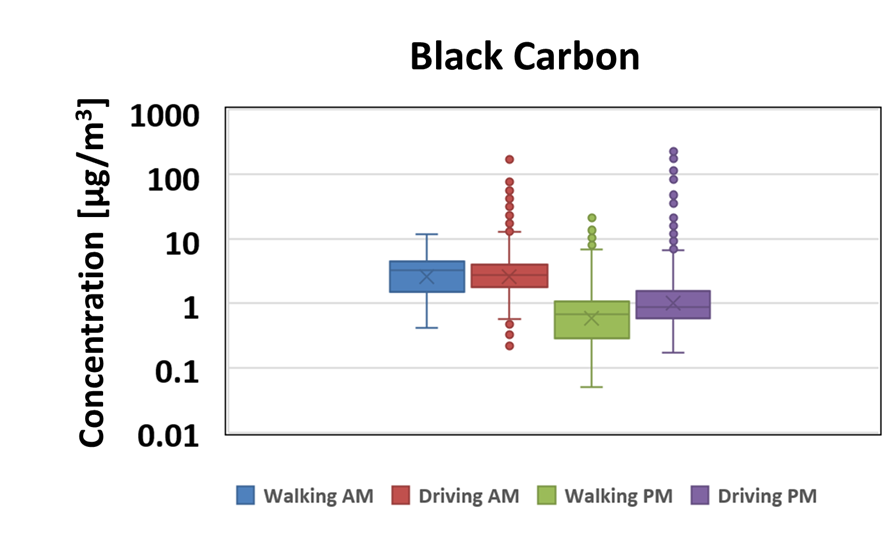 Black Carbon
Concentration [µg/m³]
1000
100
10
1
0.1
0.01
Walking AM Driving AM Walking PM Driving PM